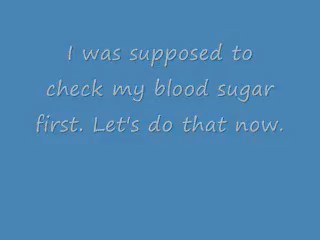 I was supposed to
check my blood sugar
first. Let's do that now.